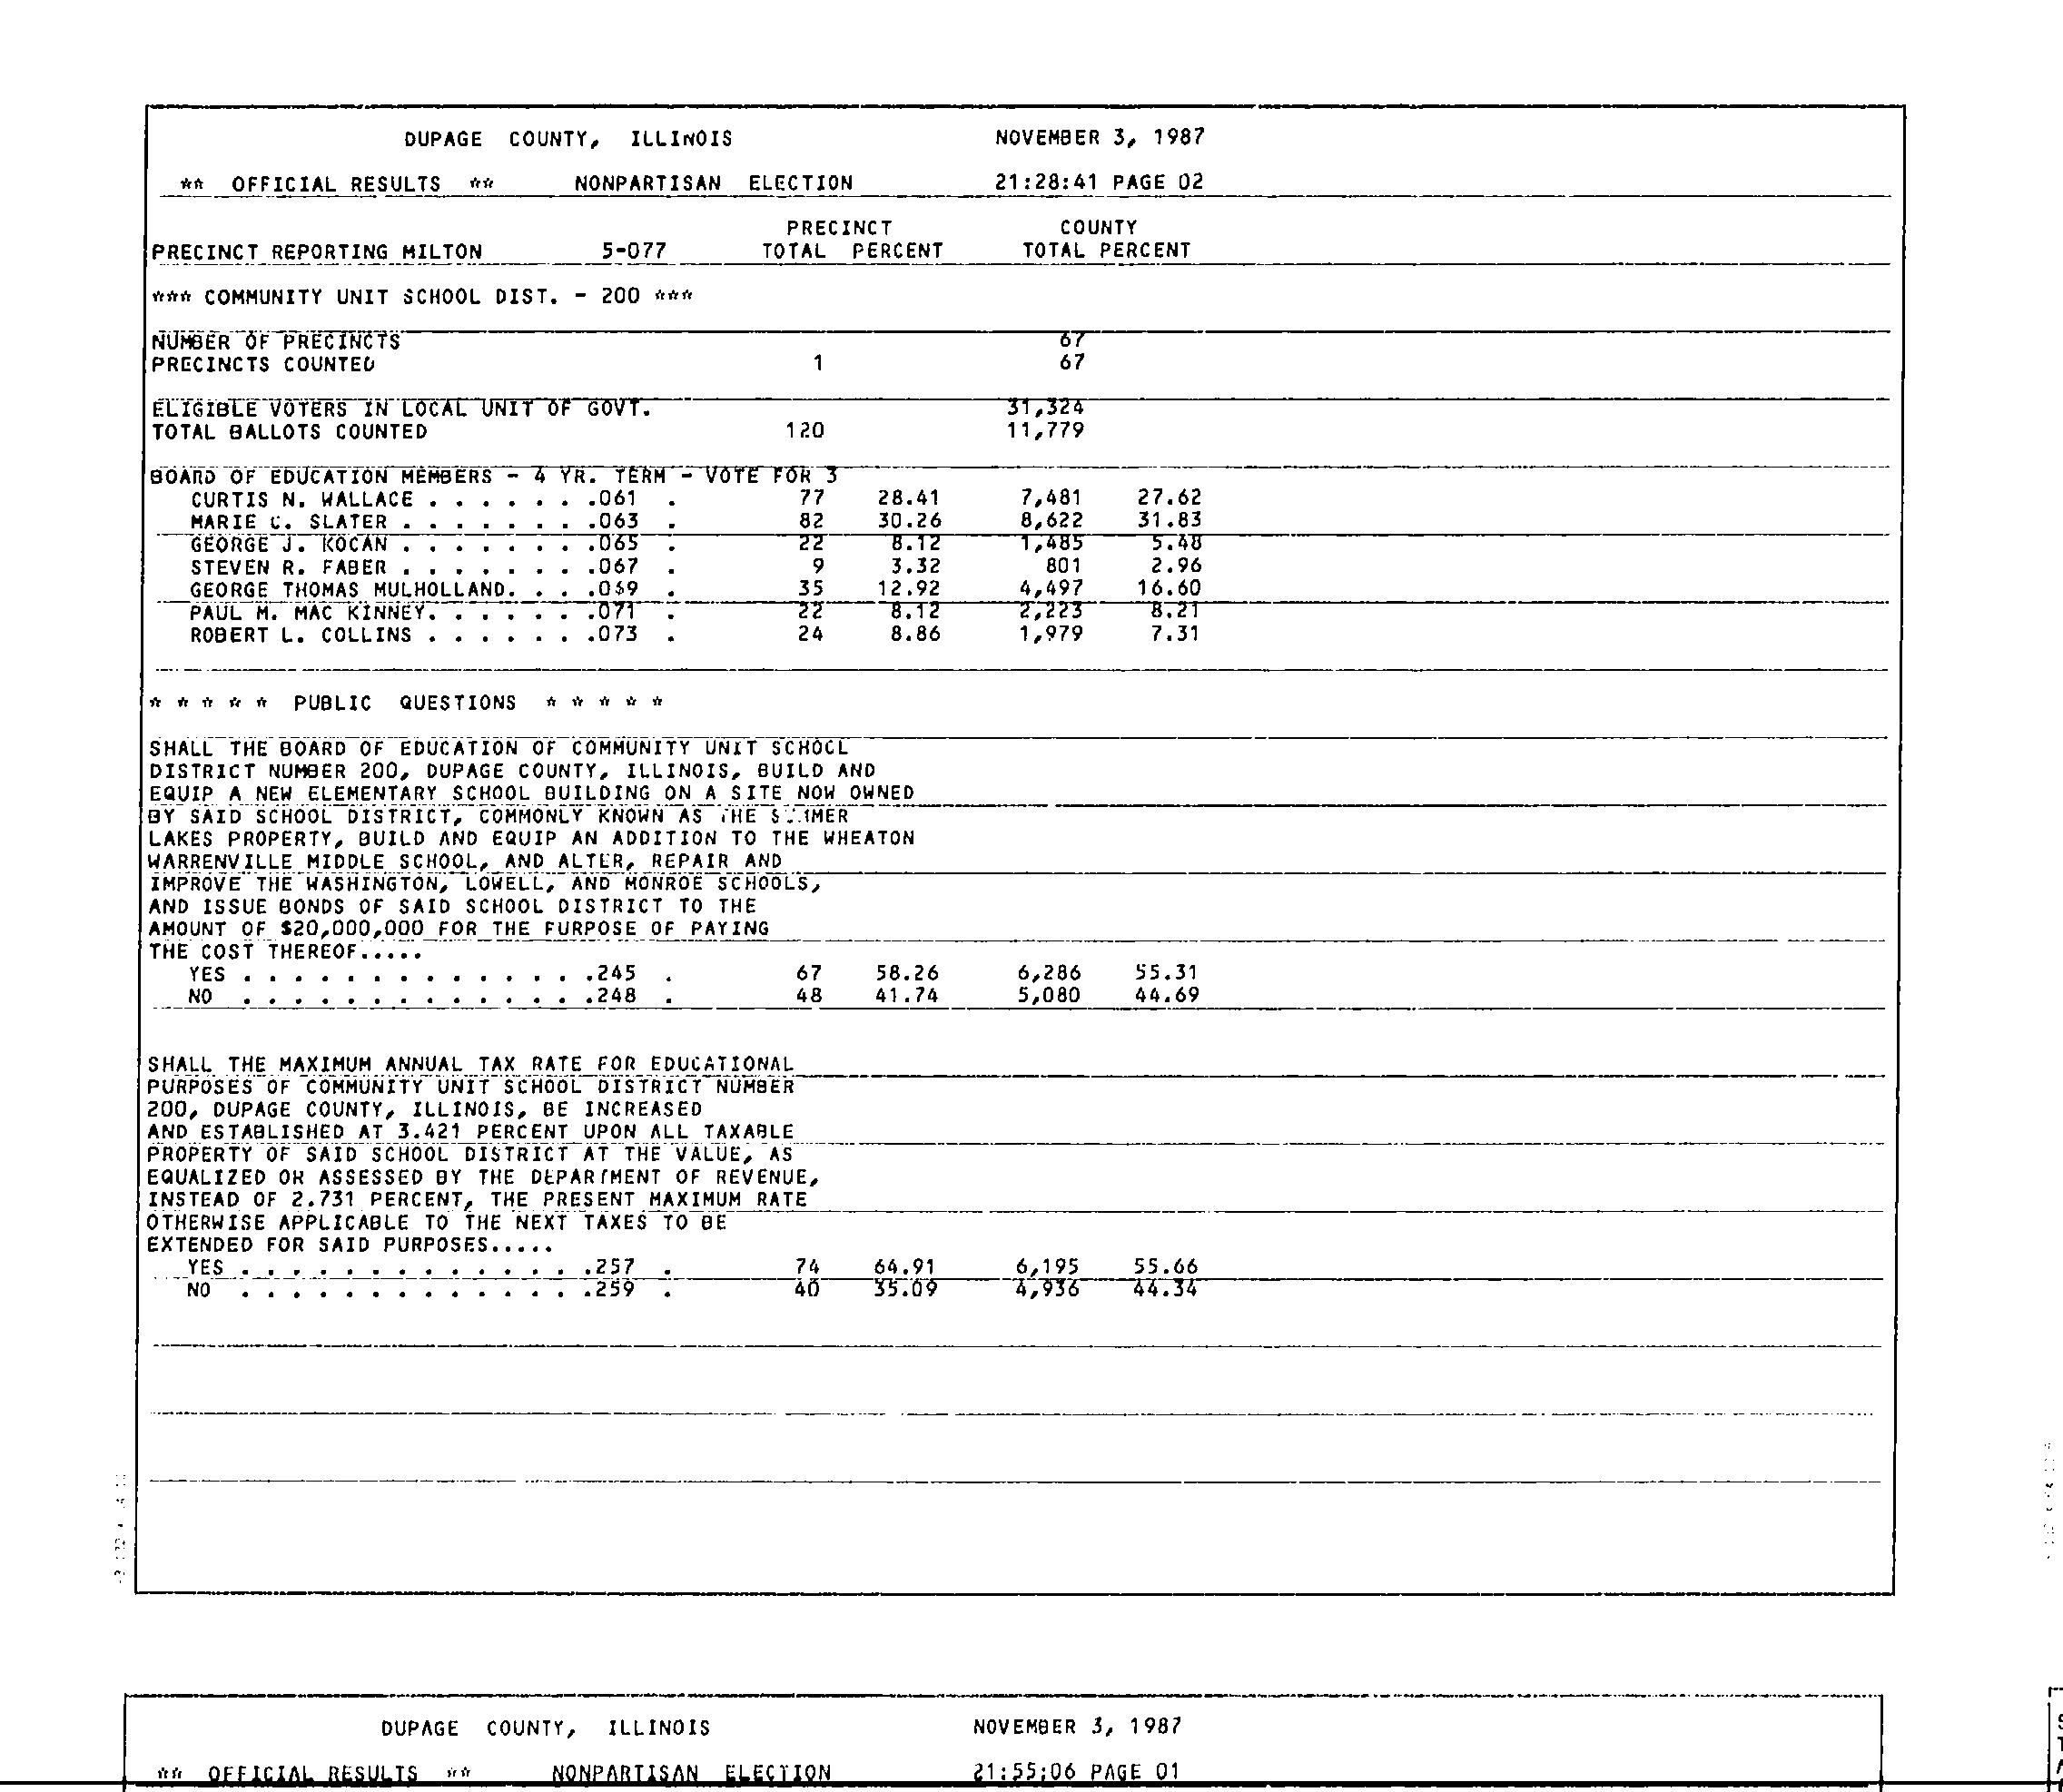 DUPAGE COUNTY, ILLINOIS NOVEMBER 3, 1987
** OFFICIAL RESULTS ** NONPARTISAN ELECTION 21:28:41 PAGE 02
PRECINCT COUNTY
PRECINCT REPORTING MILTON 5-077 TOTAL PERCENT TOTAL PERCENT
*** COMMUNITY UNIT SCHOOL DIST. - 200 ***
NUMBER OF PRECINCTS 67
PRECINCTS COUNTED 1 67
ELIGIBLE VOTERS IN LOCAL UNIT OF GOVT. 31,324
TOTAL BALLOTS COUNTED 120 11,779
BOARD OF EDUCATION MEMBERS - 4 YR. TERM - VOTE FOR 3
CURTIS N. WALLACE . . . . . . .061 . 77 28.41 7,481 27.62
MARIE C. SLATER . . . . . . . .063 . 82 30.26 8,622 31.83
GEORGE J. KOCAN . . . . . . . .065 . 22 8.12 1,485 5.48
STEVEN R. FABER . . . . . . . .067 . 9 3.32 801 2.96
GEORGE THOMAS MULHOLLAND. . . .069 . 35 12.92 4,497 16.60
PAUL M. MAC KINNEY. . . . . . .071 . 22 8.12 2,223 8.21
ROBERT L. COLLINS . . . . . . .073 . 24 8.86 1,979 7.31
* * * * * PUBLIC QUESTIONS * * * * *
SHALL THE BOARD OF EDUCATION OF COMMUNITY UNIT SCHOOL
DISTRICT NUMBER 200, DUPAGE COUNTY, ILLINOIS, BUILD AND
EQUIP A NEW ELEMENTARY SCHOOL BUILDING ON A SITE NOW OWNED
BY SAID SCHOOL DISTRICT, COMMONLY KNOWN AS THE
LAKES PROPERTY, BUILD AND EQUIP AN ADDITION TO THE WHEATON
WARRENVILLE MIDDLE SCHOOL, AND ALTER, REPAIR AND
IMPROVE THE WASHINGTON, LOWELL, AND MONROE SCHOOLS,
AND ISSUE BONDS OF SAID SCHOOL DISTRICT TO THE
AMOUNT OF $20,000,000 FOR THE FURPOSE OF PAYING
THE COST THEREOF.....
YES . . . . . . . . . . . . . .245 . 67 58.26 6,286 55.31
NO . . . . . . . . . . . . . .248 . 48 41.74 5,080 44.69
SHALL THE MAXIMUM ANNUAL TAX RATE FOR EDUCATIONAL
PURPOSES OF COMMUNITY UNIT SCHOOL DISTRICT NUMBER
200, DUPAGE COUNTY, ILLINOIS, BE INCREASED
AND ESTABLISHED AT 3.421 PERCENT UPON ALL TAXABLE
PROPERTY OF SAID SCHOOL DISTRICT AT THE VALUE, AS
EQUALIZED OR ASSESSED BY THE DEPARTMENT OF REVENUE,
INSTEAD OF 2.731 PERCENT, THE PRESENT MAXIMUM RATE
OTHERWISE APPLICABLE TO THE NEXT TAXES TO BE
EXTENDED FOR SAID PURPOSES.....
YES . . . . . . . . . . . . . .257 . 74 64.91 6,195 55.66
NO . . . . . . . . . . . . . .259 . 40 35.09 4,936 44.34
DUPAGE COUNTY, ILLINOIS NOVEMBER 3, 1987
** OFFICIAL RESULTS ** NONPARTISAN ELECTION 21:55:06 PAGE 01